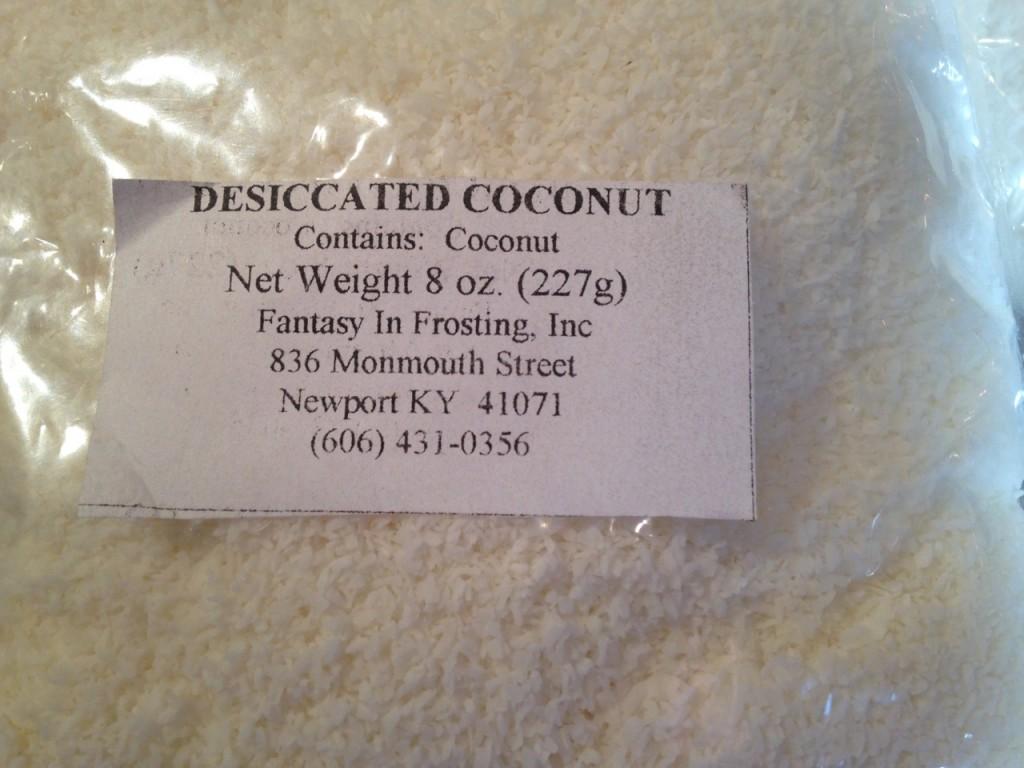 DESICCATED COCONUT
Contains: Coconut
Net Weight 8 oz. (227g)
Fantasy In Frosting, Inc
836 Monmouth Street
Newport KY 41071
(606) 431-0356